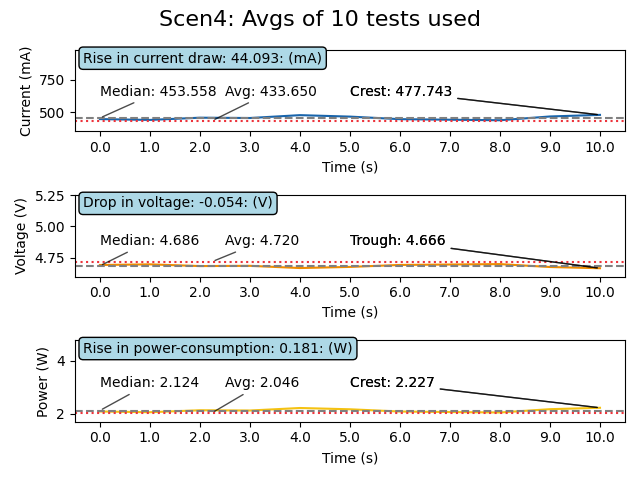 Scen4: Avgs of 10 tests used
Rise in current draw: 44.093: (mA)
Current (mA)
750
500
Median: 453.558 Avg: 433.650 Crest: 477.743
0.0 1.0 2.0 3.0 4.0 5.0 6.0 7.0 8.0 9.0 10.0
Time (s)
Drop in voltage: -0.054: (V)
Voltage (V)
5.25
5.00
4.75
Median: 4.686 Avg: 4.720 Trough: 4.666
0.0 1.0 2.0 3.0 4.0 5.0 6.0 7.0 8.0 9.0 10.0
Time (s)
Rise in power-consumption: 0.181: (W)
Power (W)
4
2
Median: 2.124 Avg: 2.046 Crest: 2.227
0.0 1.0 2.0 3.0 4.0 5.0 6.0 7.0 8.0 9.0 10.0
Time (s)